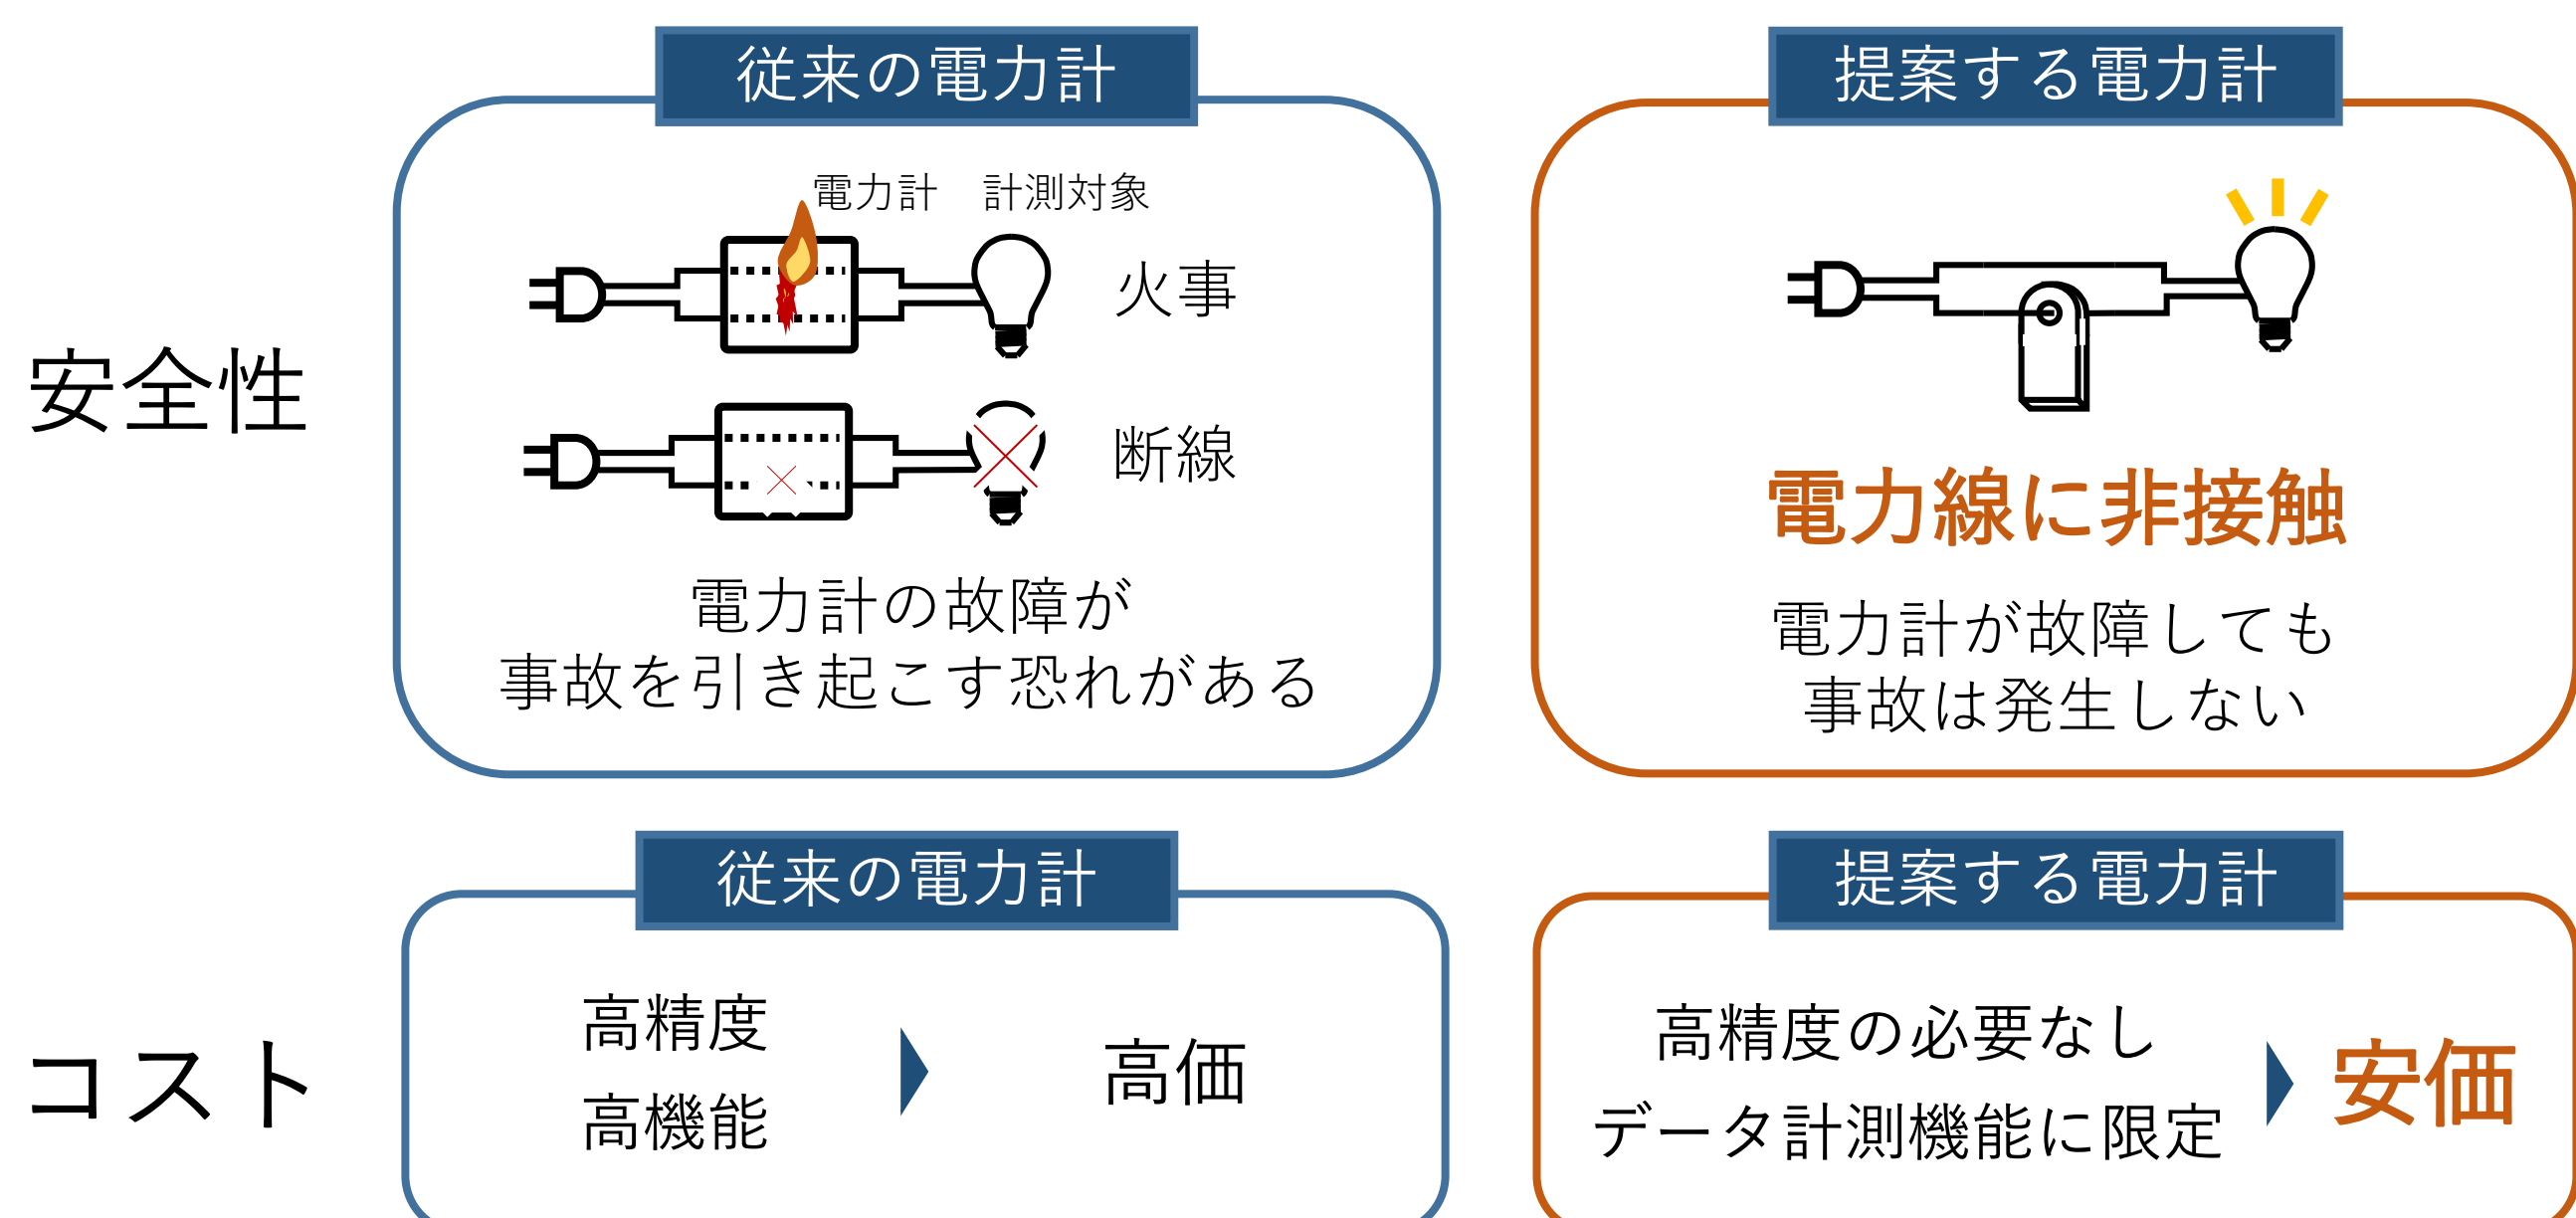 従来の電力計
提案する電力計
安全性
電力計 計測対象
火事
断線
電力計の故障が
事故を引き起こす恐れがある
電力線に非接触
電力計が故障しても
事故は発生しない
従来の電力計
提案する電力計
コスト
高精度
高機能
高価
高精度の必要なし
データ計測機能に限定
安価